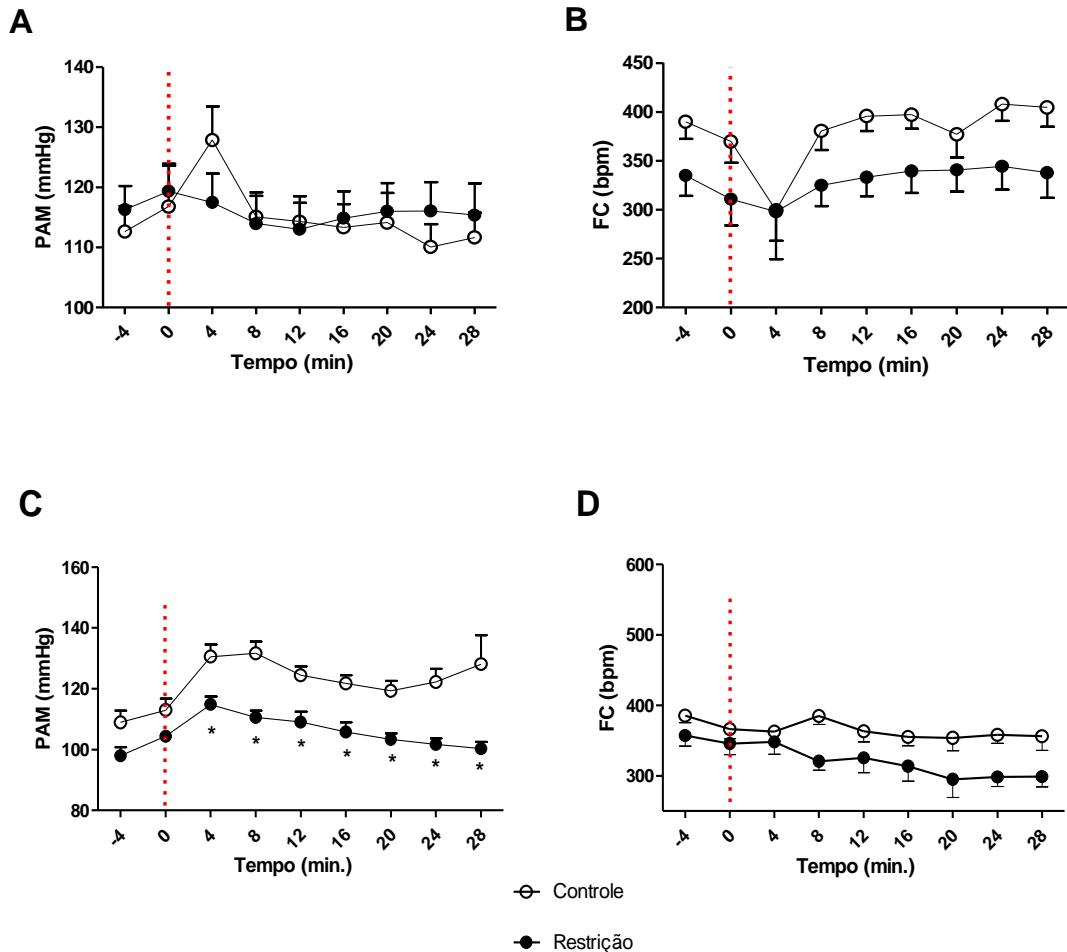 A
PAM (mmHg)
140
130
120
110
100
-4 0 4 8 12 16 20 24 28
Tempo (min)
B
FC (bpm)
450
400
350
300
250
200
-4 0 4 8 12 16 20 24 28
Tempo (min)
C
PAM (mmHg)
160
140
120
100
80
* * * * * * *
-4 0 4 8 12 16 20 24 28
Tempo (min.)
D
FC (bpm)
600
500
400
300
-4 0 4 8 12 16 20 24 28
Tempo (min.)
Controle
Restrição